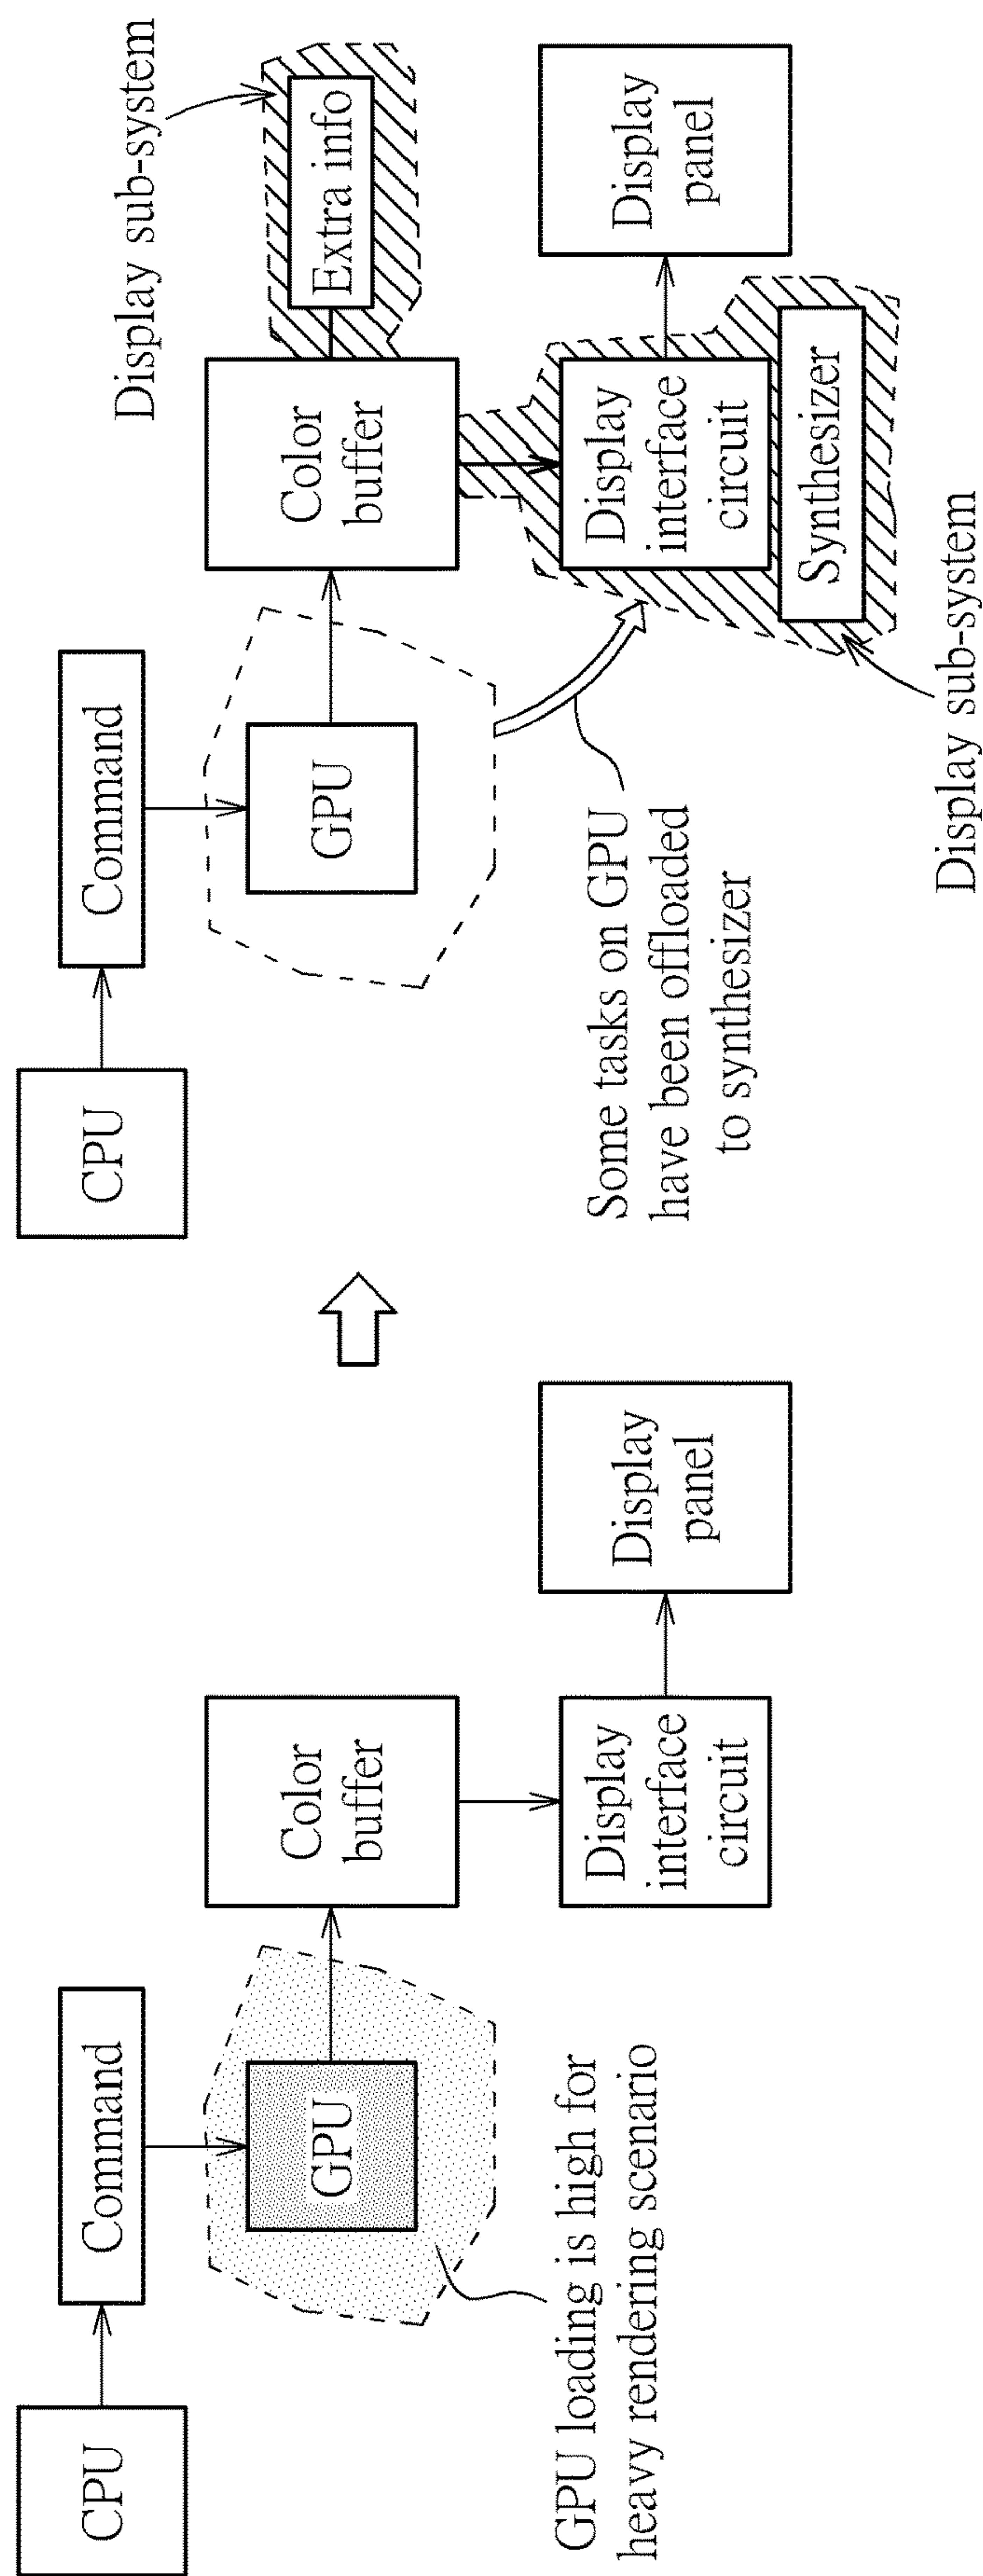 CPU
Command
GPU
Color
buffer
Display
interface
circuit
Display
panel
GPU loading is high for
heavy rendering scenario
CPU
Command
GPU
Color
buffer
Extra info
Display sub-system
Display
interface
circuit
Synthesizer
Display
panel
Some tasks on GPU
have been offloaded
to synthesizer
Display sub-system